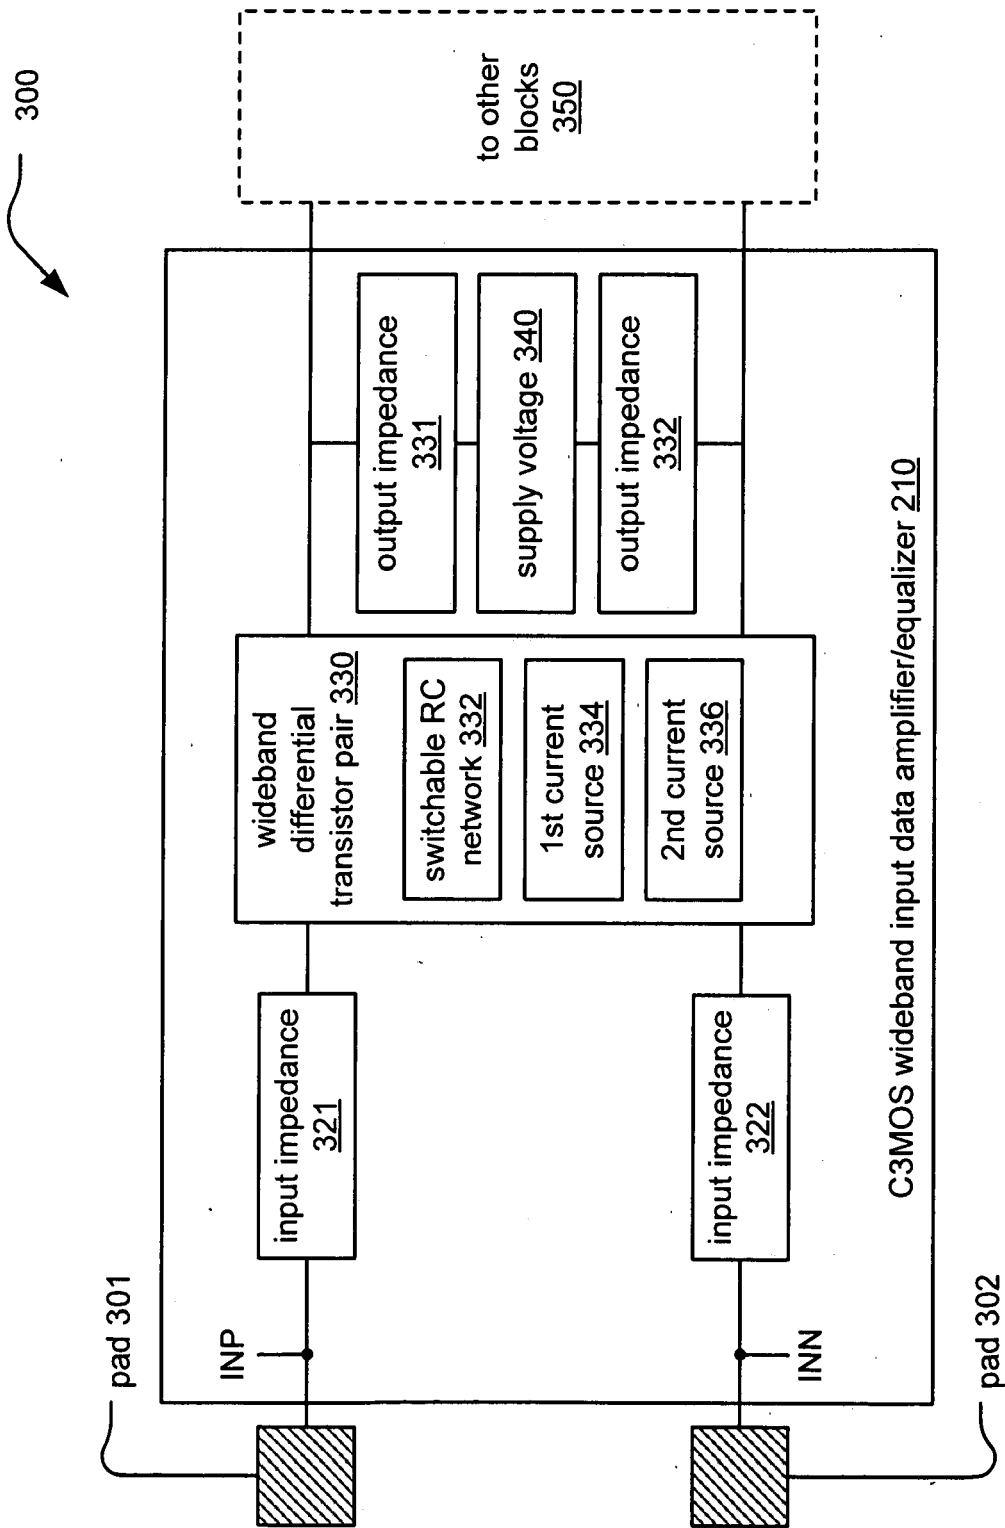 300
pad 301
INP
input impedance
321
wideband
differential
transistor pair 330
switchable RC
network 332
1st current
source 334
2nd current
source 336
output impedance
331
supply voltage 340
output impedance
332
to other
blocks
350
input impedance
322
INN
pad 302
C3MOS wideband input data amplifier/equalizer 210